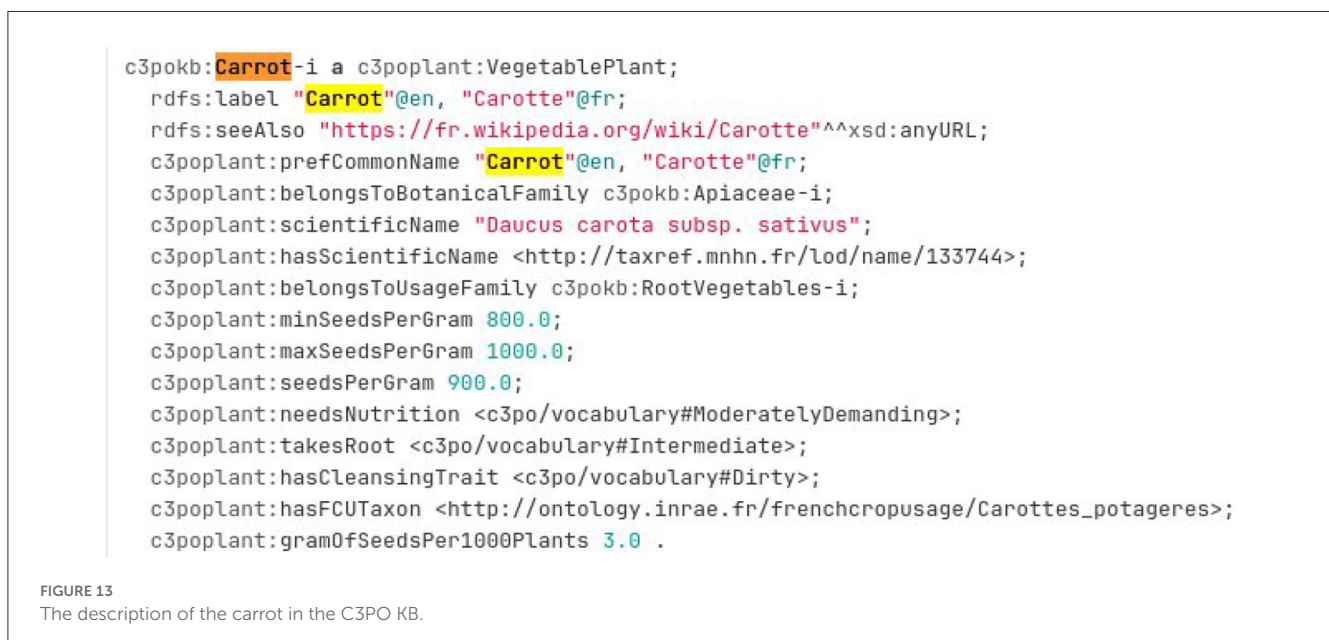 c3pokb:Carrot-i a c3poplant:VegetablePlant;
rdfs:label "Carrot"@en, "Carotte"@fr;
rdfs:seeAlso "https://fr.wikipedia.org/wiki/Carotte"^^xsd:anyURL;
c3poplant:prefCommonName "Carrot"@en, "Carotte"@fr;
c3poplant:belongsToBotanicalFamily c3pokb:Apiaceae-i;
c3poplant:scientificName "Daucus carota subsp. sativus";
c3poplant:hasScientificName <http://taxref.mnhn.fr/lod/name/133744>;
c3poplant:belongsToUsageFamily c3pokb:RootVegetables-i;
c3poplant:minSeedsPerGram 800.0;
c3poplant:maxSeedsPerGram 1000.0;
c3poplant:seedsPerGram 900.0;
c3poplant:needsNutrition <c3po/vocabulary#ModeratelyDemanding>;
c3poplant:takesRoot <c3po/vocabulary#Intermediate>;
c3poplant:hasCleansingTrait <c3po/vocabulary#Dirty>;
c3poplant:hasFCUTaxon <http://ontology.inrae.fr/frenchcropusage/Carottes_potageres>;
c3poplant:gramOfSeedsPer1000Plants 3.0 .
FIGURE 13
The description of the carrot in the C3PO KB.